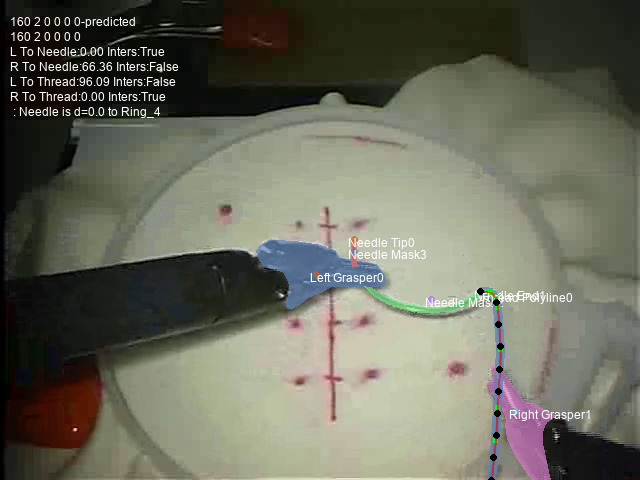 160 2 0 0 0 0-predicted
160 2 0 0 0 0
L To Needle:0.00 Inters:True
R To Needle:66.36 Inters:False
L To Thread:96.09 Inters:False
R To Thread:0.00 Inters:True
: Needle is d=0.0 to Ring_4
Needle Tip0
Needle Mask3
Left Grasper0
Polyline0
Right Grasper1